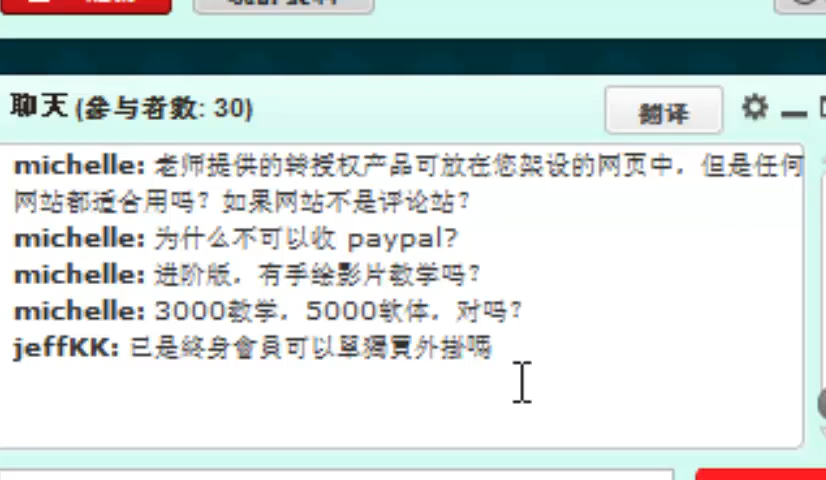 聊天 (參与者数: 30)
翻译
michelle: 老师提供的转授权产品可放在您架设的网页中，但是任何
网站都适合用吗？如果网站不是评论站？
michelle: 为什么不可以收 paypal?
michelle: 进阶版，有手绘影片教学吗？
michelle: 3000教学，5000软体，对吗？
jeffKK: 已是終身會員可以單獨買外掛嗎